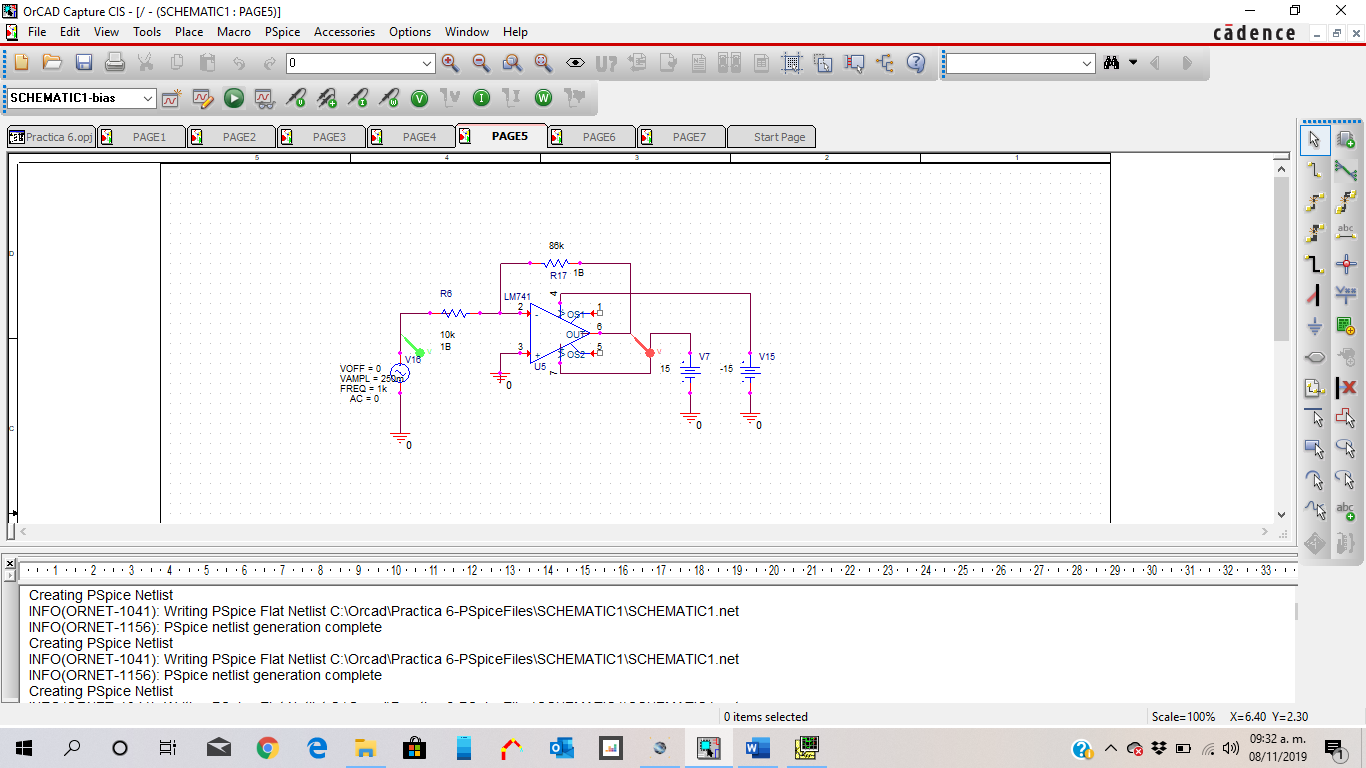 OrCAD Capture CIS - [/ - (SCHEMATIC1 : PAGE5)]
File Edit View Tools Place Macro PSpice Accessories Options Window Help
cādence
0
SCHEMATIC1-bias
Practica 6.opj PAGE1 PAGE2 PAGE3 PAGE4 PAGE5 PAGE6 PAGE7 Start Page
5 4 3 2 1
D
C
86k
R17 1B
R6
LM741
10k
1B
2
3
4
7
OS1
1
OUT
6
OS2
5
U5
-
+
V16
VOFF = 0
VAMPL = 250m
FREQ = 1k
AC = 0
0
0
V
V
15
V7
-15
V15
0
0
1 2 3 4 5 6 7 8 9 10 11 12 13 14 15 16 17 18 19 20 21 22 23 24 25 26 27 28 29 30 31 32 33
Creating PSpice Netlist
INFO(ORNET-1041): Writing PSpice Flat Netlist C:\Orcad\Practica 6-PSpiceFiles\SCHEMATIC1\SCHEMATIC1.net
INFO(ORNET-1156): PSpice netlist generation complete
Creating PSpice Netlist
INFO(ORNET-1041): Writing PSpice Flat Netlist C:\Orcad\Practica 6-PSpiceFiles\SCHEMATIC1\SCHEMATIC1.net
INFO(ORNET-1156): PSpice netlist generation complete
Creating PSpice Netlist
0 items selected
Scale=100% X=6.40 Y=2.30
09:32 a. m.
08/11/2019